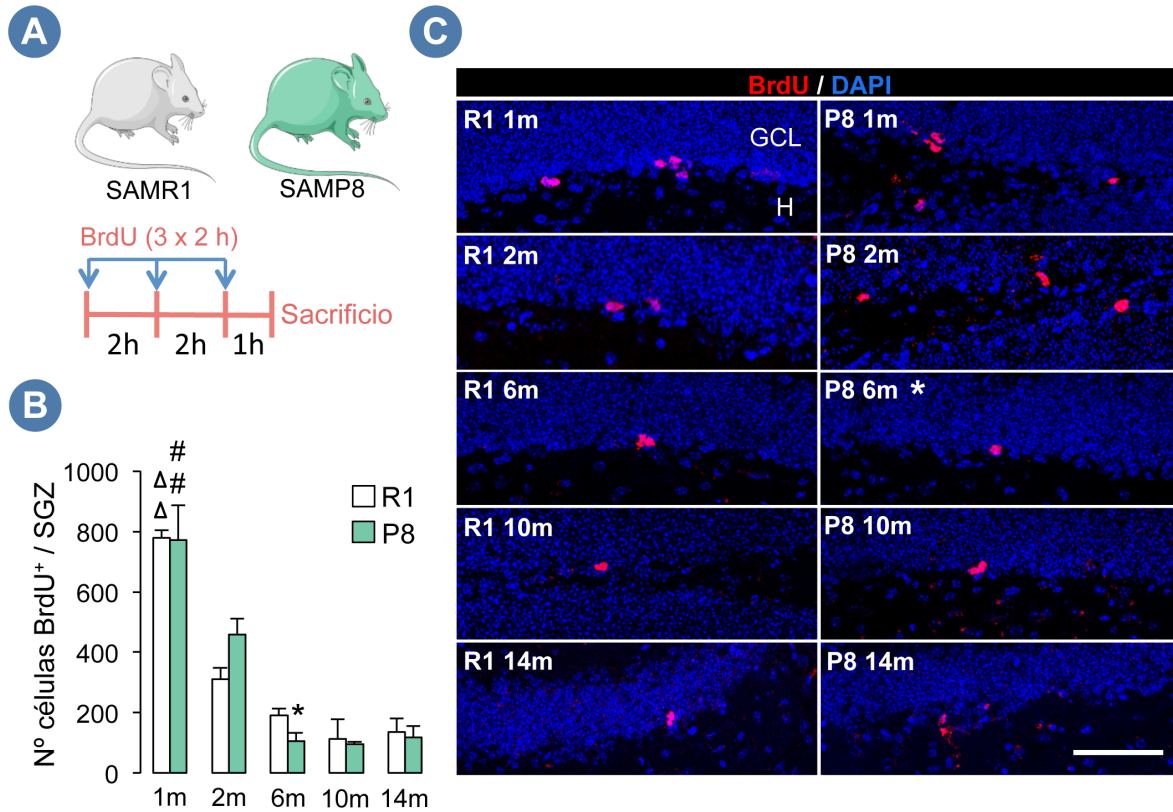 A
SAMR1
SAMP8
BrdU (3 x 2 h)
Sacrificio
2h
2h
1h
B
Nº células BrdU⁺ / SGZ
1000
800
600
400
200
0
Δ
Δ
#
#
*
R1
P8
1m
2m
6m
10m
14m
C
BrdU / DAPI
R1 1m
GCL
H
P8 1m
R1 2m
P8 2m
R1 6m
P8 6m *
R1 10m
P8 10m
R1 14m
P8 14m